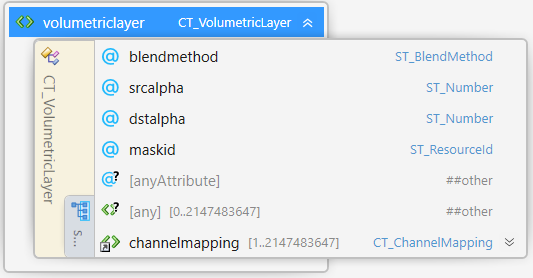 volumetriclayer CT_VolumetricLayer
CT_VolumetricLayer
blendmethod ST_BlendMethod
srcalpha ST_Number
dstalpha ST_Number
maskid ST_ResourceId
[anyAttribute] ##other
[any] [0..2147483647] ##other
S...
channelmapping [1..2147483647] CT_ChannelMapping